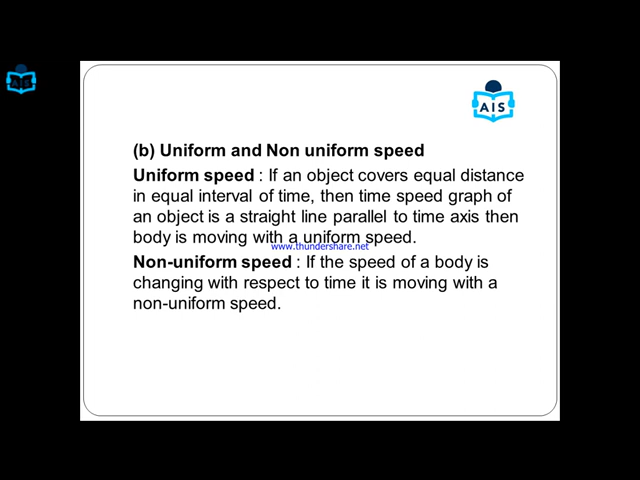 AIS
AIS
(b) Uniform and Non uniform speed
Uniform speed : If an object covers equal distance
in equal interval of time, then time speed graph of
an object is a straight line parallel to time axis then
body is moving with a uniform speed.
www.thundershare.net
Non-uniform speed : If the speed of a body is
changing with respect to time it is moving with a
non-uniform speed.